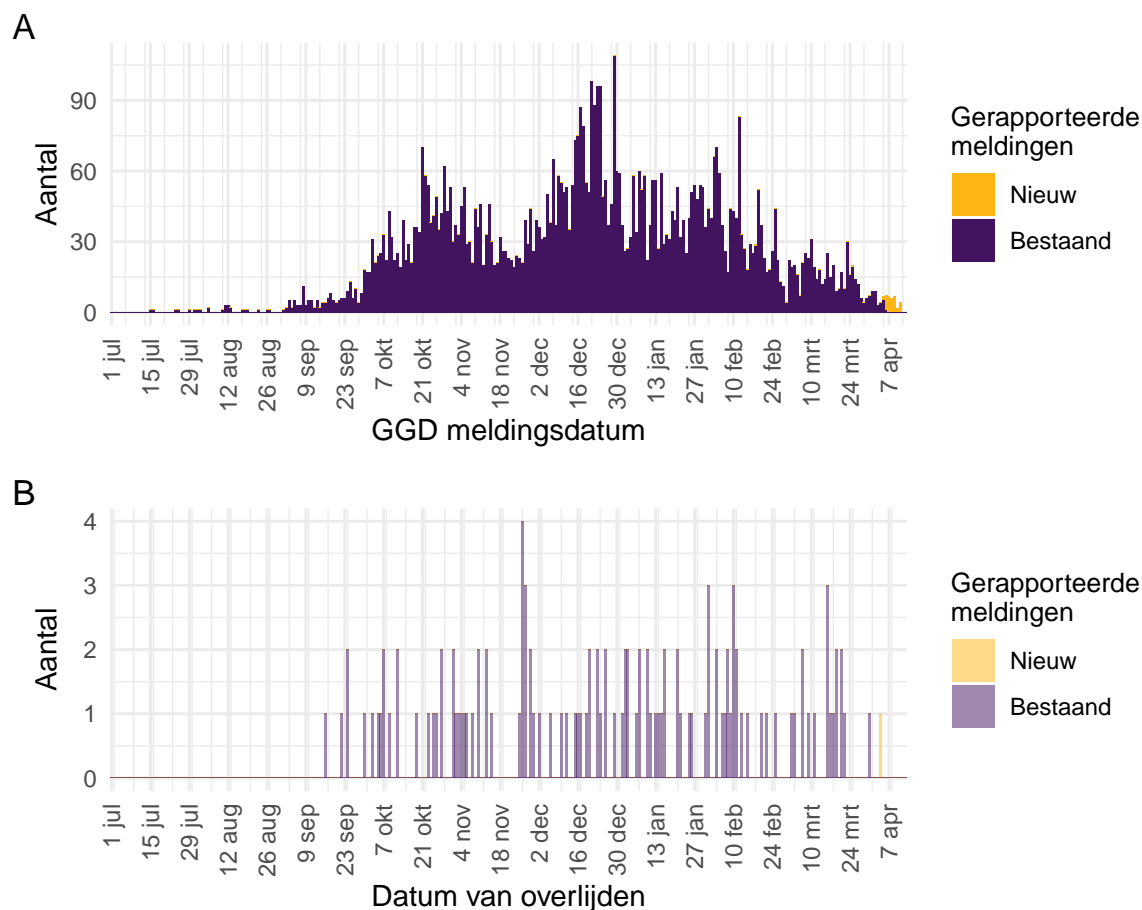 A
Aantal
90
60
30
0
1 jul
15 jul
29 jul
12 aug
26 aug
9 sep
23 sep
7 okt
21 okt
4 nov
18 nov
2 dec
16 dec
30 dec
13 jan
27 jan
10 feb
24 feb
10 mrt
24 mrt
7 apr
GGD meldingsdatum
Gerapporteerde
meldingen
Nieuw
Bestaand
B
Aantal
4
3
2
1
0
1 jul
15 jul
29 jul
12 aug
26 aug
9 sep
23 sep
7 okt
21 okt
4 nov
18 nov
2 dec
16 dec
30 dec
13 jan
27 jan
10 feb
24 feb
10 mrt
24 mrt
7 apr
Datum van overlijden
Gerapporteerde
meldingen
Nieuw
Bestaand